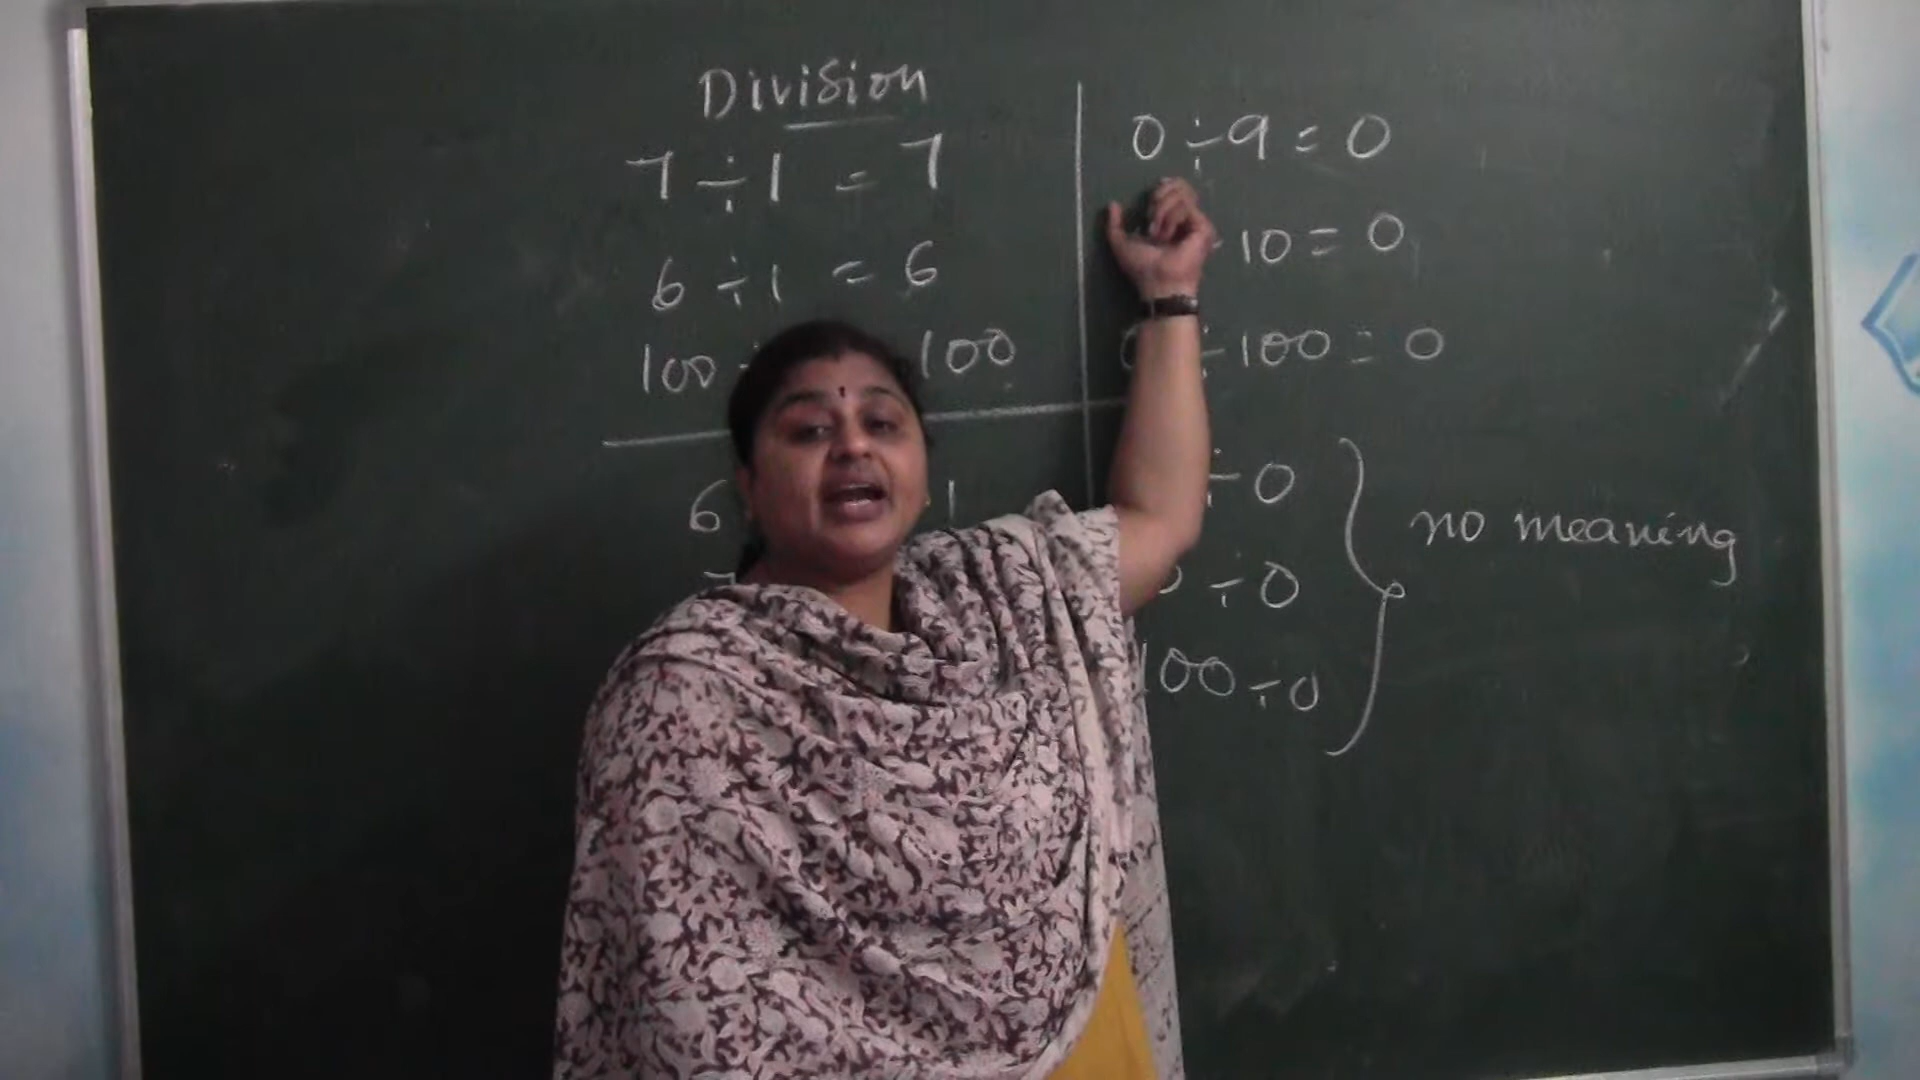 Division
7 ÷ 1 = 7
6 ÷ 1 = 6
100 100
6 1
0 ÷ 9 = 0
10 = 0
÷ 100 = 0
÷ 0
÷ 0
100 ÷ 0
no meaning